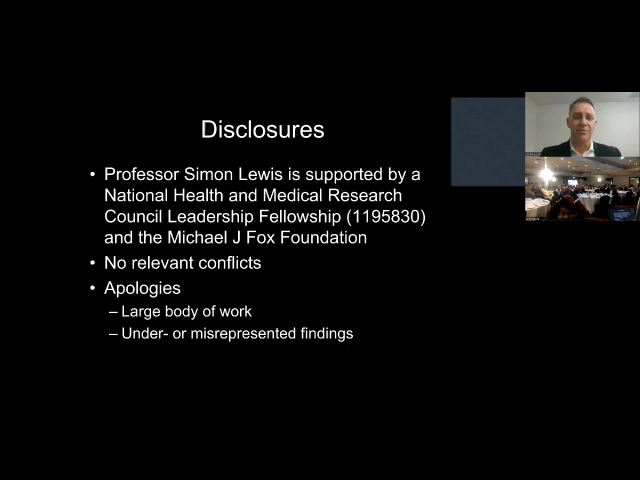 Disclosures
• Professor Simon Lewis is supported by a
National Health and Medical Research
Council Leadership Fellowship (1195830)
and the Michael J Fox Foundation
• No relevant conflicts
• Apologies
– Large body of work
– Under- or misrepresented findings